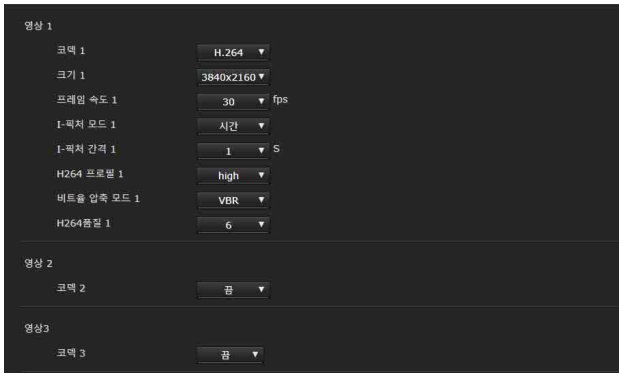 영상 1
코덱 1 H.264 ▼
크기 1 3840x2160 ▼
프레임 속도 1 30 ▼ fps
I-픽처 모드 1 시간 ▼
I-픽처 간격 1 1 ▼ S
H264 프로필 1 high ▼
비트율 압축 모드 1 VBR ▼
H264품질 1 6 ▼
영상 2
코덱 2 끔 ▼
영상3
코덱 3 끔 ▼